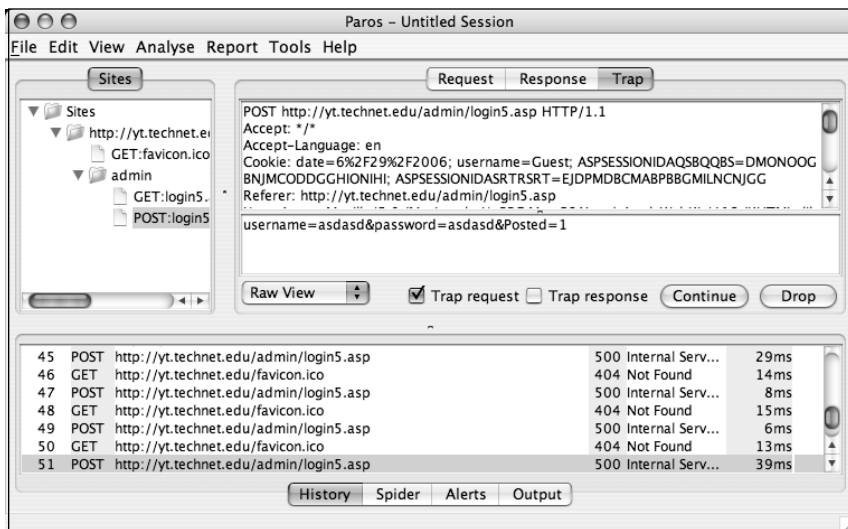 Paros – Untitled Session
File Edit View Analyse Report Tools Help
Sites
Sites
http://yt.technet.e
GET:favicon.ico
admin
GET:login5.
POST:login5
Request Response Trap
POST http://yt.technet.edu/admin/login5.asp HTTP/1.1
Accept: */*
Accept-Language: en
Cookie: date=6%2F29%2F2006; username=Guest; ASPSESSIONIDAQSBQQBS=DMONOOG
BNJMCODDGGHIONIHI; ASPSESSIONIDASRTRSRT=EJDPMDBCMABPBBGMILNCNJGG
Referer: http://yt.technet.edu/admin/login5.asp
username=asdasd&password=asdasd&Posted=1
Raw View Trap request Trap response Continue Drop
45 POST http://yt.technet.edu/admin/login5.asp 500 Internal Serv... 29ms
46 GET http://yt.technet.edu/favicon.ico 404 Not Found 14ms
47 POST http://yt.technet.edu/admin/login5.asp 500 Internal Serv... 8ms
48 GET http://yt.technet.edu/favicon.ico 404 Not Found 15ms
49 POST http://yt.technet.edu/admin/login5.asp 500 Internal Serv... 6ms
50 GET http://yt.technet.edu/favicon.ico 404 Not Found 13ms
51 POST http://yt.technet.edu/admin/login5.asp 500 Internal Serv... 39ms
History Spider Alerts Output